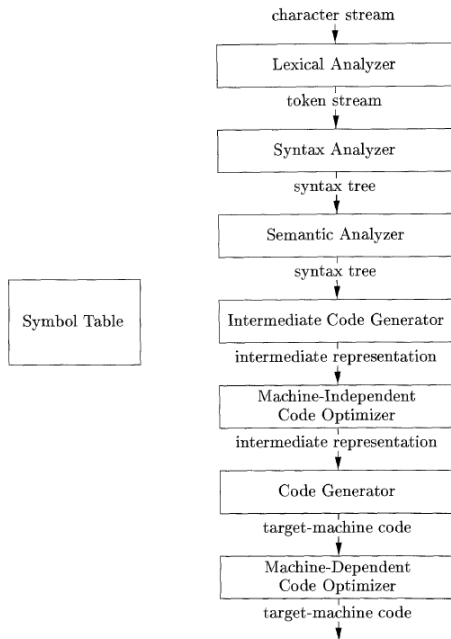 character stream
Lexical Analyzer
token stream
Syntax Analyzer
syntax tree
Semantic Analyzer
syntax tree
Symbol Table
Intermediate Code Generator
intermediate representation
Machine-Independent
Code Optimizer
intermediate representation
Code Generator
target-machine code
Machine-Dependent
Code Optimizer
target-machine code